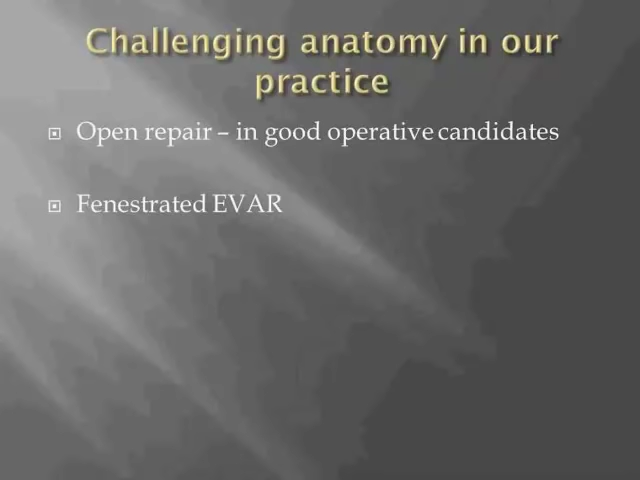 Challenging anatomy in our
practice
Open repair – in good operative candidates
Fenestrated EVAR